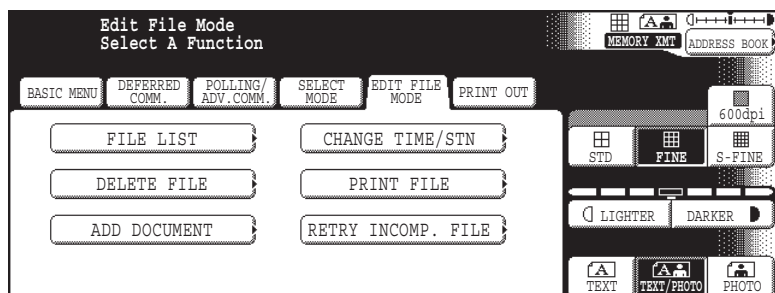 Edit File Mode
Select A Function
MEMORY XMT
ADDRESS BOOK
BASIC MENU
DEFERRED
COMM.
POLLING/
ADV.COMM.
SELECT
MODE
EDIT FILE
MODE
PRINT OUT
600dpi
FILE LIST
CHANGE TIME/STN
STD
FINE
S-FINE
DELETE FILE
PRINT FILE
LIGHTER
DARKER
ADD DOCUMENT
RETRY INCOMP. FILE
TEXT
TEXT/PHOTO
PHOTO